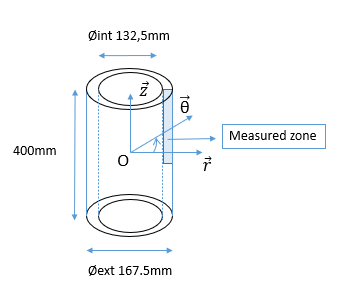 Øint 132,5mm
z⃗
θ⃗
Measured zone
400mm
O
r⃗
Øext 167.5mm